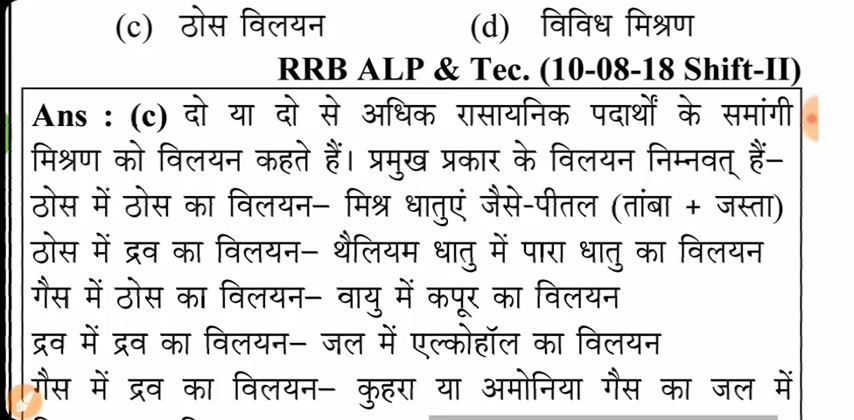 (c) ठोस विलयन (d) विविध मिश्रण
RRB ALP & Tec. (10-08-18 Shift-II)
Ans : (c) दो या दो से अधिक रासायनिक पदार्थों के समांगी
मिश्रण को विलयन कहते हैं। प्रमुख प्रकार के विलयन निम्नवत् हैं–
ठोस में ठोस का विलयन– मिश्र धातुएं जैसे-पीतल (तांबा + जस्ता)
ठोस में द्रव का विलयन– थैलियम धातु में पारा धातु का विलयन
गैस में ठोस का विलयन– वायु में कपूर का विलयन
द्रव में द्रव का विलयन– जल में एल्कोहॉल का विलयन
गैस में द्रव का विलयन– कुहरा या अमोनिया गैस का जल में